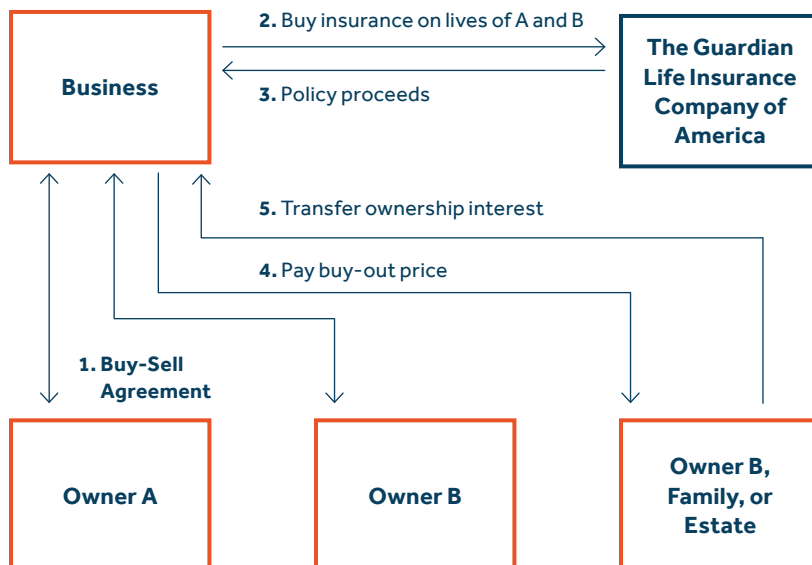 2. Buy insurance on lives of A and B
The Guardian
Life Insurance
Company of
America
Business
3. Policy proceeds
5. Transfer ownership interest
4. Pay buy-out price
1. Buy-Sell
Agreement
Owner A
Owner B
Owner B,
Family, or
Estate